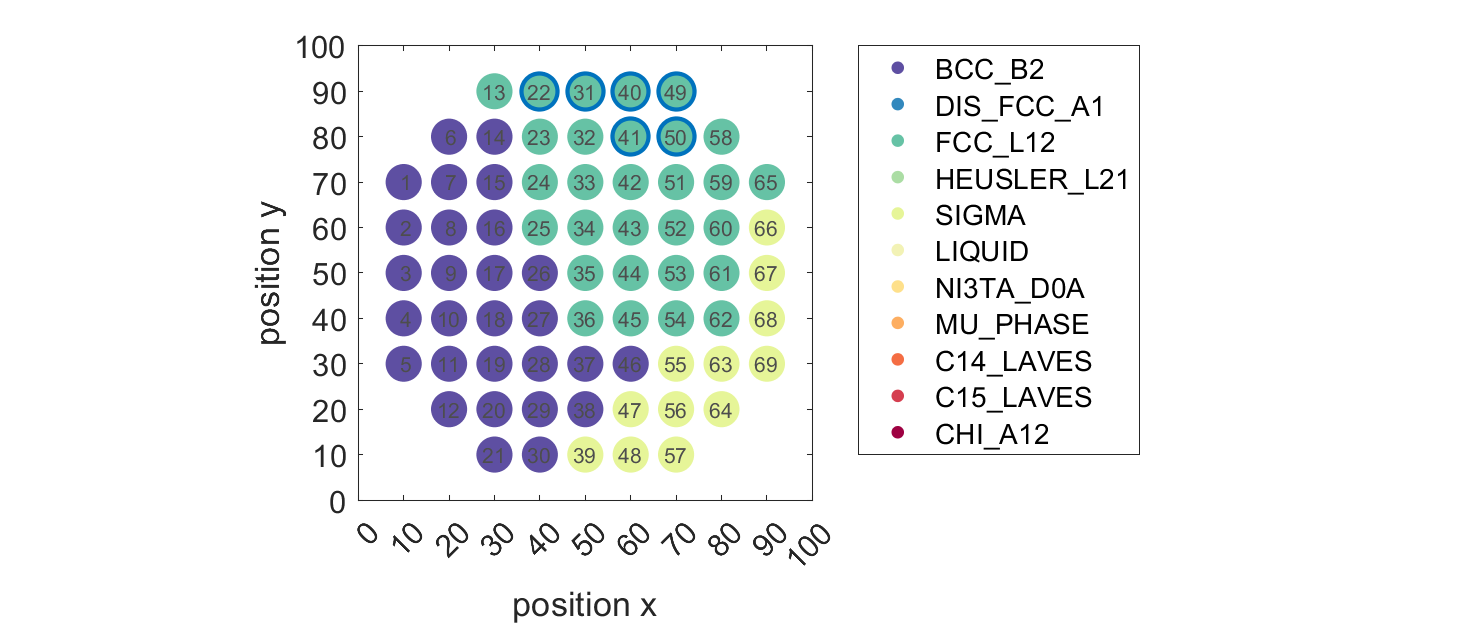 100
90
80
70
60
50
40
30
20
10
0
position y
13 22 31 40 49
6 14 23 32 41 50 58
1 7 15 24 33 42 51 59 65
2 8 16 25 34 43 52 60 66
3 9 17 26 35 44 53 61 67
4 10 18 27 36 45 54 62 68
5 11 19 28 37 46 55 63 69
12 20 29 38 47 56 64
21 30 39 48 57
0 10 20 30 40 50 60 70 80 90 100
position x
BCC_B2
DIS_FCC_A1
FCC_L12
HEUSLER_L21
SIGMA
LIQUID
NI3TA_D0A
MU_PHASE
C14_LAVES
C15_LAVES
CHI_A12